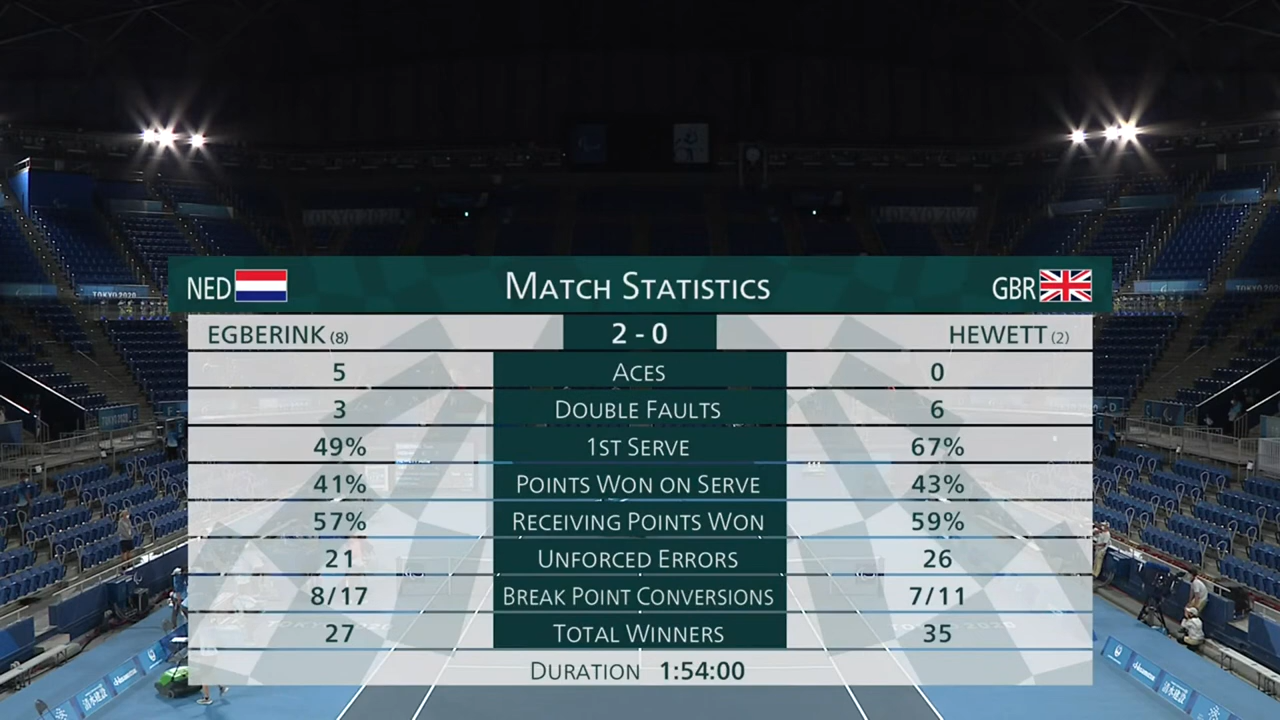 NED MATCH STATISTICS GBR
EGBERINK (8) 2 - 0 HEWETT (2)
5 ACES 0
3 DOUBLE FAULTS 6
49% 1ST SERVE 67%
41% POINTS WON ON SERVE 43%
57% RECEIVING POINTS WON 59%
21 UNFORCED ERRORS 26
8/17 BREAK POINT CONVERSIONS 7/11
27 TOTAL WINNERS 35
DURATION 1:54:00
TOKYO 2020